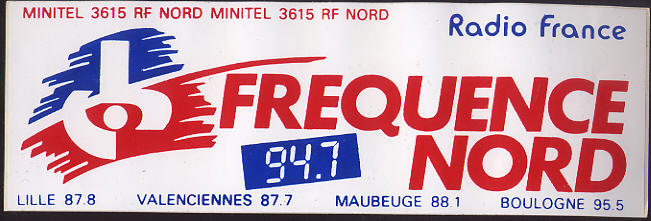 MINITEL 3615 RF NORD MINITEL 3615 RF NORD
Radio France
FREQUENCE
NORD
94.7
LILLE 87.8 VALENCIENNES 87.7 MAUBEUGE 88.1 BOULOGNE 95.5